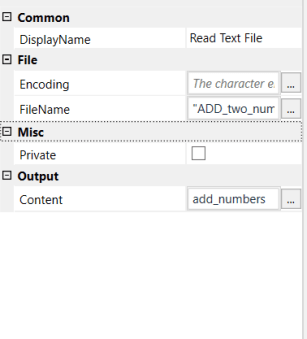 Common
DisplayName Read Text File
File
Encoding The character e. ...
FileName "ADD_two_num ...
Misc
Private
Output
Content add_numbers ...